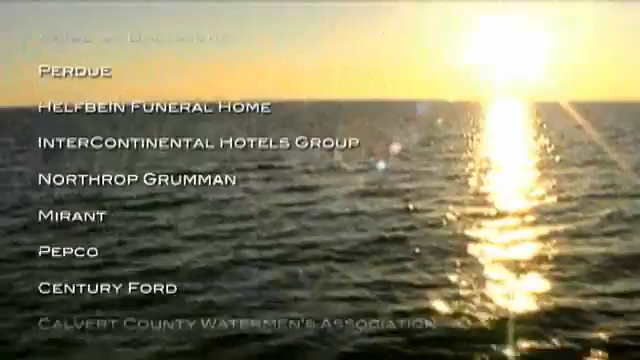 Perdue
Helfbein Funeral Home
InterContinental Hotels Group
Northrop Grumman
Mirant
Pepco
Century Ford
Calvert County Watermen's Association